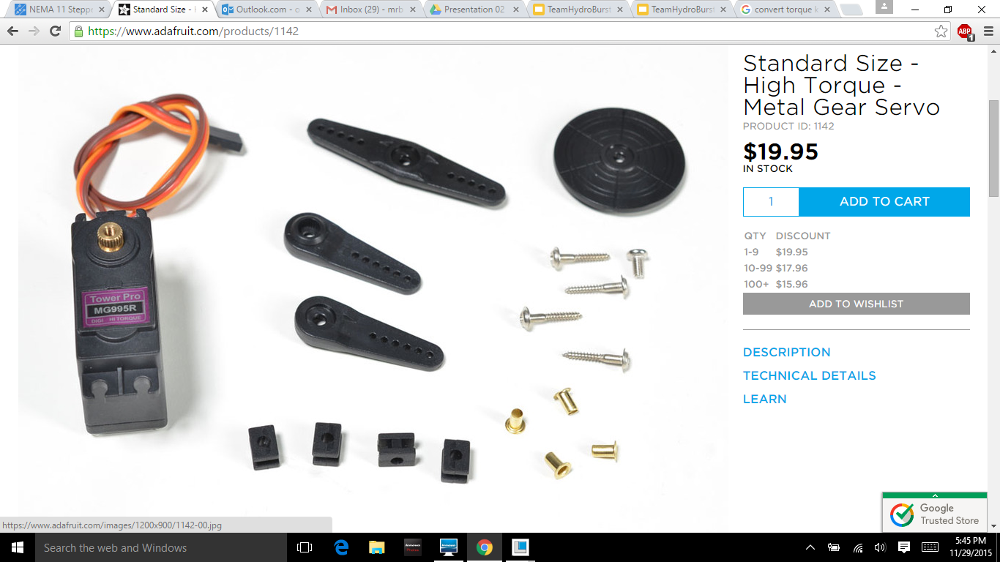 NEMA 11 Steppe
Standard Size -
Outlook.com - o
Inbox (29) - mrb
Presentation 02
TeamHydroBurst
TeamHydroBurst
convert torque k
https://www.adafruit.com/products/1142
ABP
1
Standard Size -
High Torque -
Metal Gear Servo
PRODUCT ID: 1142
$19.95
IN STOCK
1
ADD TO CART
QTY DISCOUNT
1-9 $19.95
10-99 $17.96
100+ $15.96
ADD TO WISHLIST
DESCRIPTION
TECHNICAL DETAILS
LEARN
Tower Pro
MG995R
DIGI HI TORQUE
Google
Trusted Store
https://www.adafruit.com/images/1200x900/1142-00.jpg
Search the web and Windows
5:45 PM
11/29/2015